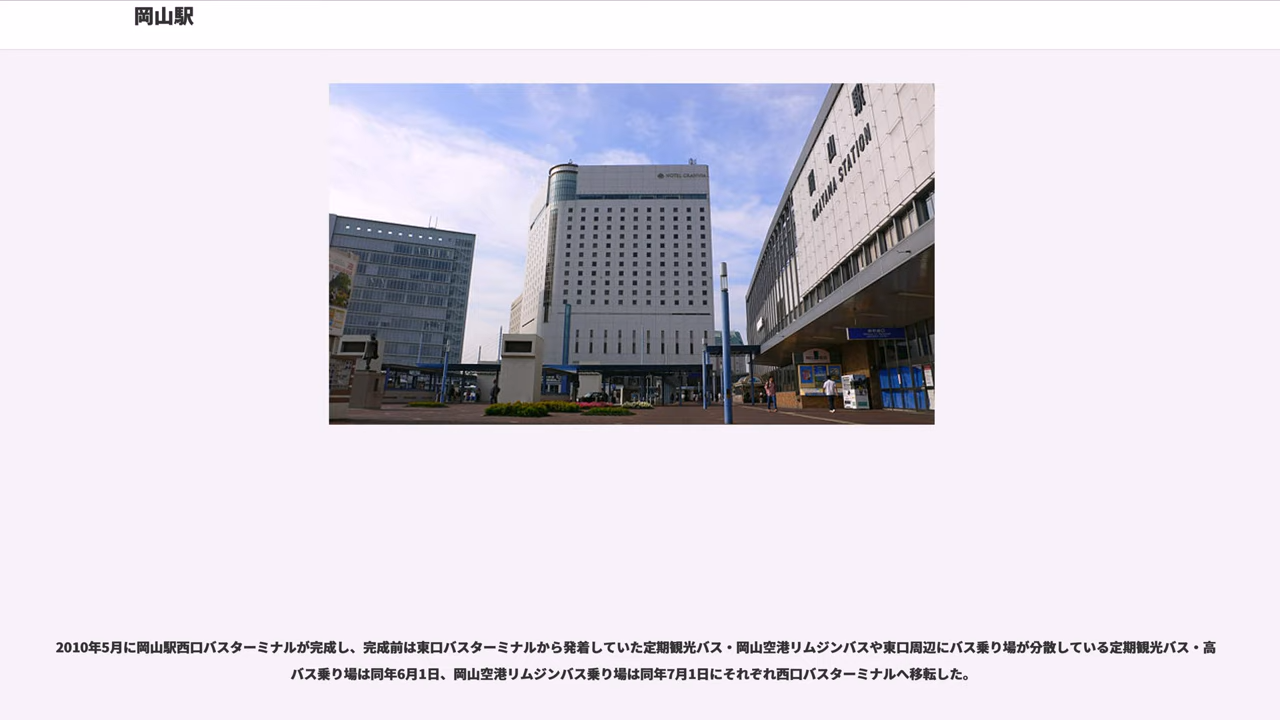 岡山駅
岡山駅
OKAYAMA STATION
HOTEL GRANVIA
2010年5月に岡山駅西口バスターミナルが完成し、完成前は東口バスターミナルから発着していた定期観光バス・岡山空港リムジンバスや東口周辺にバス乗り場が分散している定期観光バス・高
バス乗り場は同年6月1日、岡山空港リムジンバス乗り場は同年7月1日にそれぞれ西口バスターミナルへ移転した。